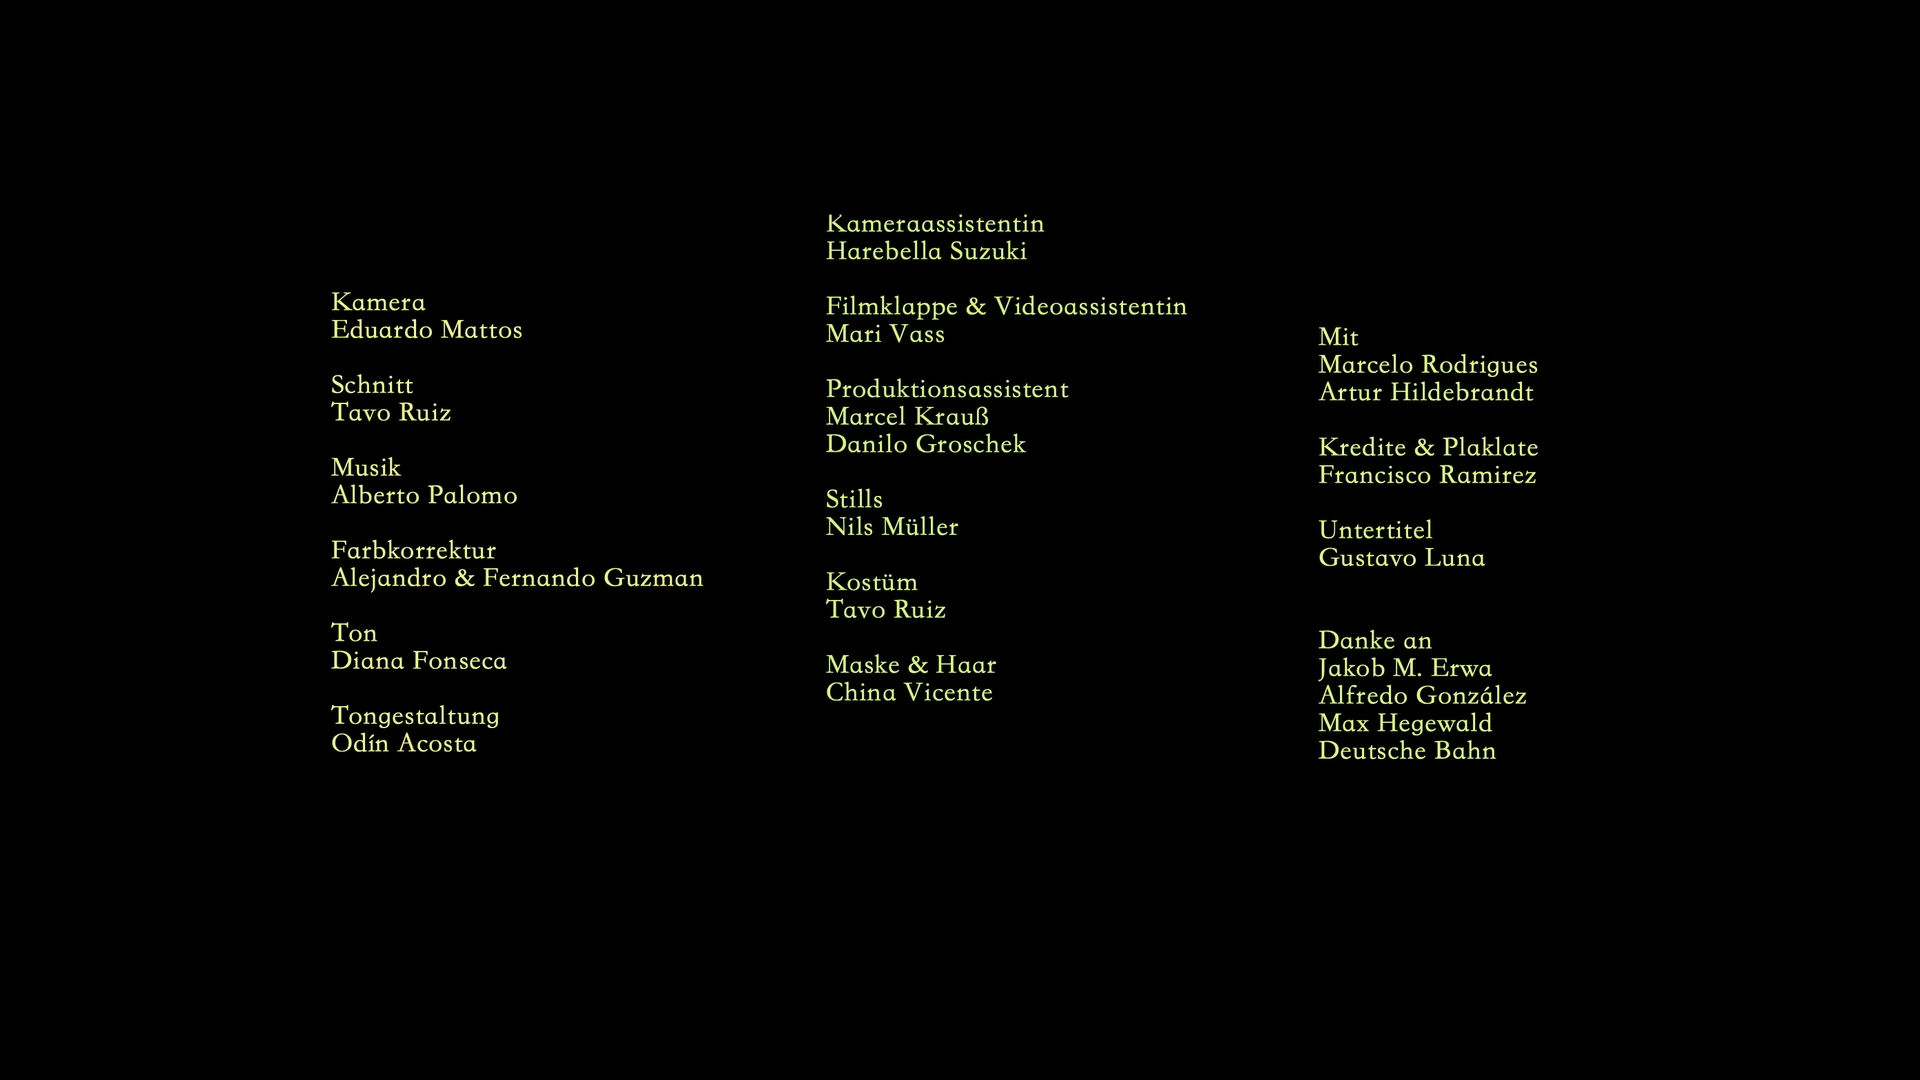 Kamera
Eduardo Mattos
Schnitt
Tavo Ruiz
Musik
Alberto Palomo
Farbkorrektur
Alejandro & Fernando Guzman
Ton
Diana Fonseca
Tongestaltung
Odín Acosta
Kameraassistentin
Harebella Suzuki
Filmklappe & Videoassistentin
Mari Vass
Produktionsassistent
Marcel Krauß
Danilo Groschek
Stills
Nils Müller
Kostüm
Tavo Ruiz
Maske & Haar
China Vicente
Mit
Marcelo Rodrigues
Artur Hildebrandt
Kredite & Plaklate
Francisco Ramirez
Untertitel
Gustavo Luna
Danke an
Jakob M. Erwa
Alfredo González
Max Hegewald
Deutsche Bahn